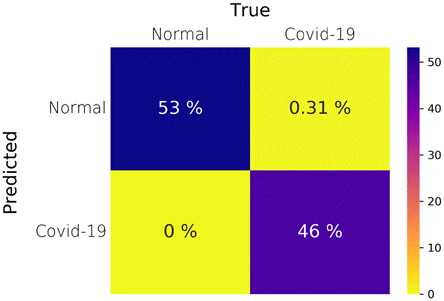 True
Normal Covid-19
Predicted
Normal 53 % 0.31 %
Covid-19 0 % 46 %
50
40
30
20
10
0